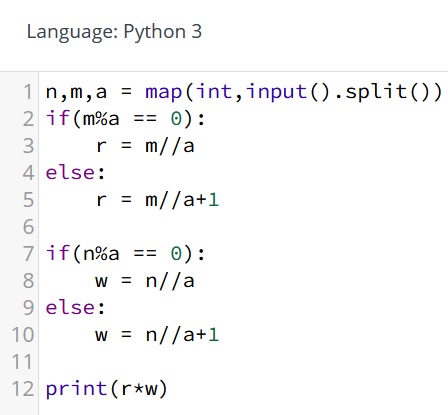 Language: Python 3
1 n,m,a = map(int,input().split())
2 if(m%a == 0):
3     r = m//a
4 else:
5     r = m//a+1
6
7 if(n%a == 0):
8     w = n//a
9 else:
10     w = n//a+1
11
12 print(r*w)